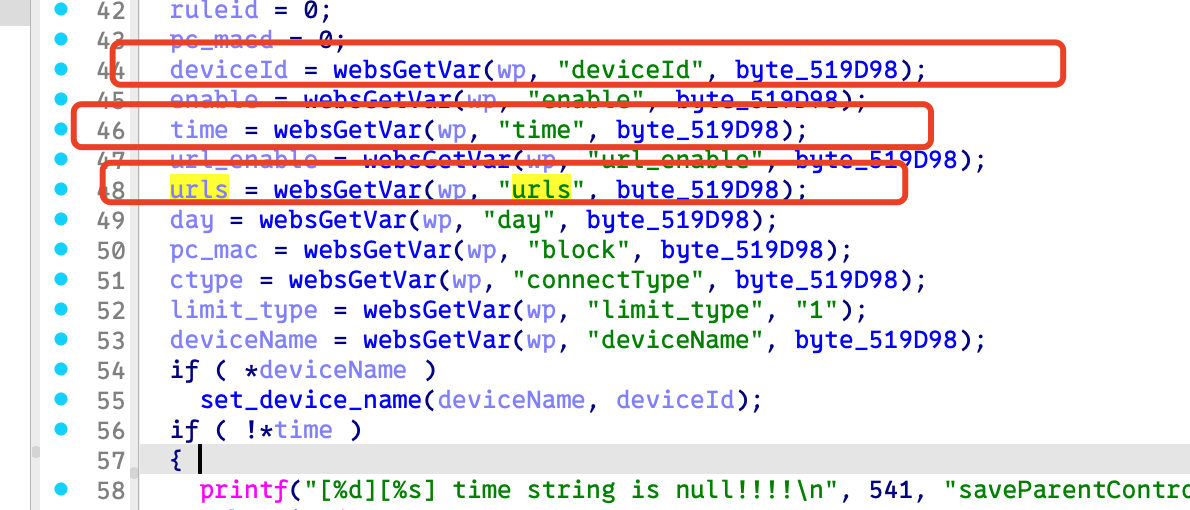 42 ruleid = 0;
43 pc_macd = 0;
44 deviceId = websGetVar(wp, "deviceId", byte_519D98);
45 enable = websGetVar(wp, "enable", byte_519D98);
46 time = websGetVar(wp, "time", byte_519D98);
47 url_enable = websGetVar(wp, "url_enable", byte_519D98);
48 urls = websGetVar(wp, "urls", byte_519D98);
49 day = websGetVar(wp, "day", byte_519D98);
50 pc_mac = websGetVar(wp, "block", byte_519D98);
51 ctype = websGetVar(wp, "connectType", byte_519D98);
52 limit_type = websGetVar(wp, "limit_type", "1");
53 deviceName = websGetVar(wp, "deviceName", byte_519D98);
54 if ( *deviceName )
55 set_device_name(deviceName, deviceId);
56 if ( !*time )
57 {
58 printf("[%d][%s] time string is null!!!!\n", 541, "saveParentContro